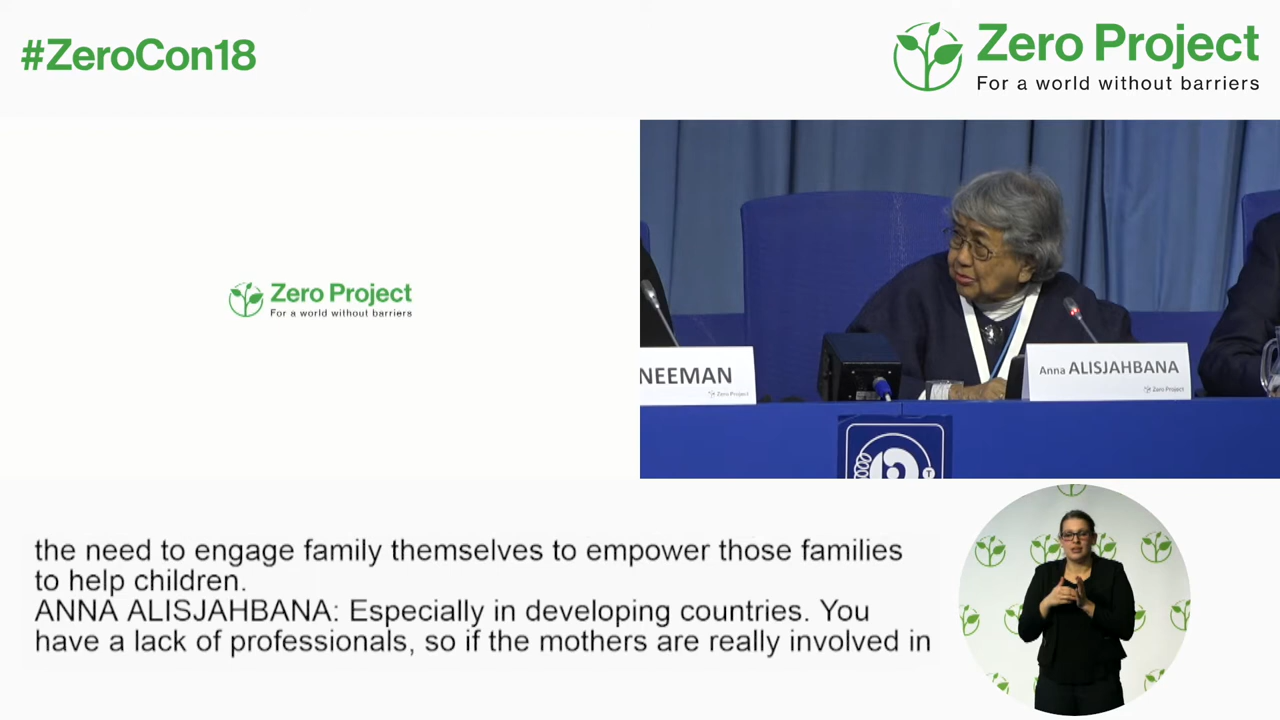 #ZeroCon18
Zero Project
For a world without barriers
Zero Project
For a world without barriers
NEEMAN
Zero Project
Anna ALISJAHBANA
Zero Project
T
the need to engage family themselves to empower those families
to help children.
ANNA ALISJAHBANA: Especially in developing countries. You
have a lack of professionals, so if the mothers are really involved in